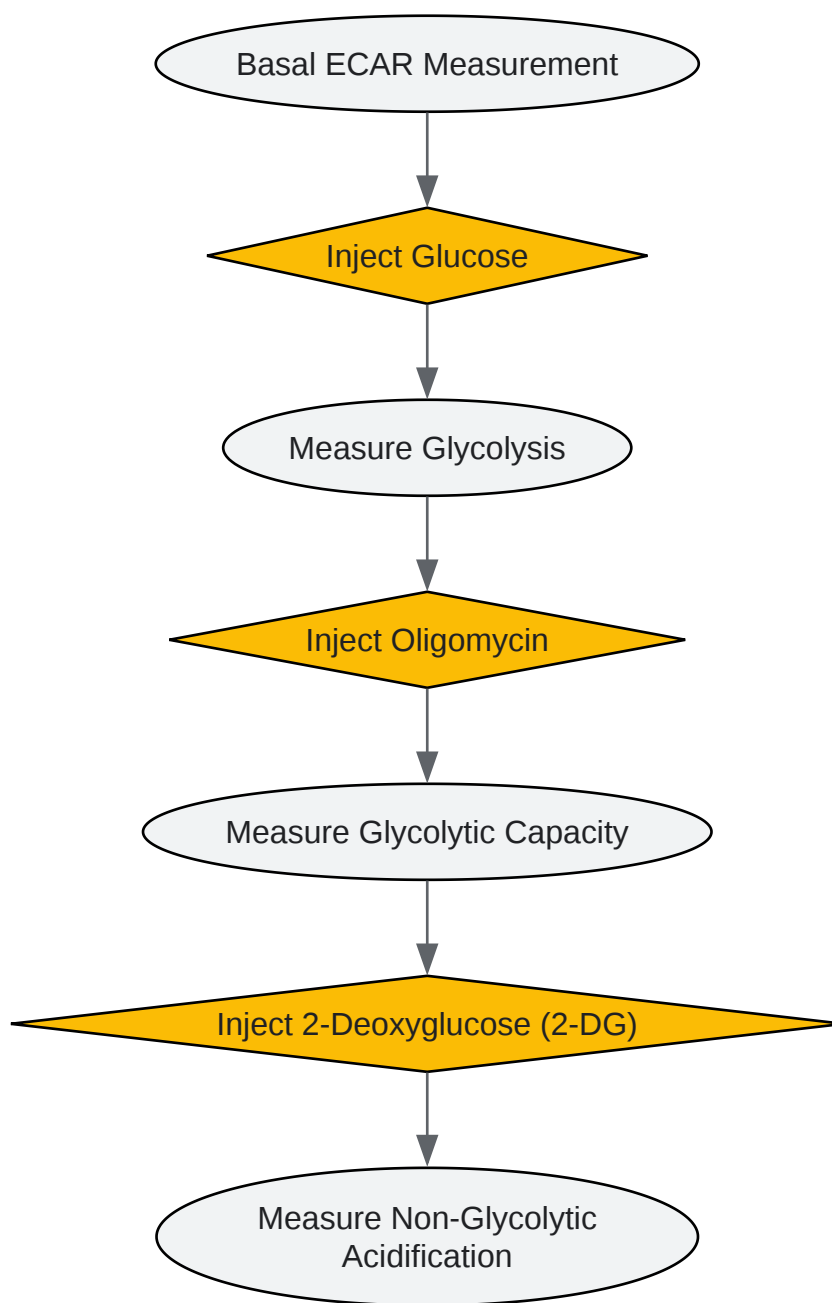 Basal ECAR Measurement
Inject Glucose
Measure Glycolysis
Inject Oligomycin
Measure Glycolytic Capacity
Inject 2-Deoxyglucose (2-DG)
Measure Non-Glycolytic
Acidification